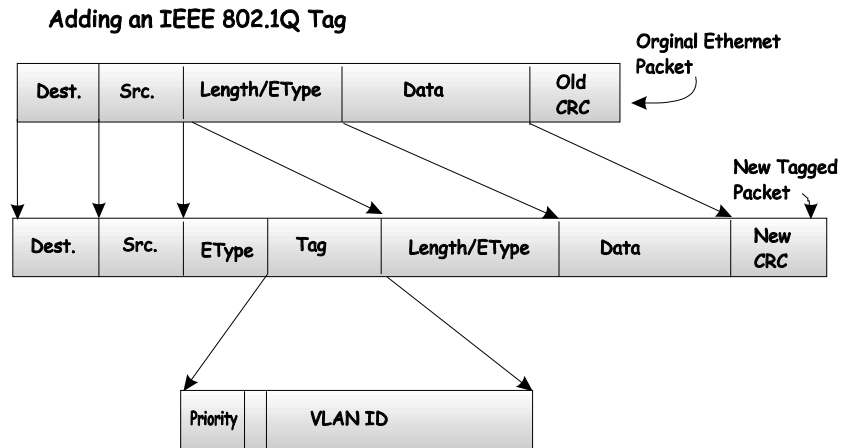 Adding an IEEE 802.1Q Tag
Orginal Ethernet
Packet
Dest. Src. Length/EType Data Old
CRC
New Tagged
Packet
Dest. Src. EType Tag Length/EType Data New
CRC
Priority VLAN ID